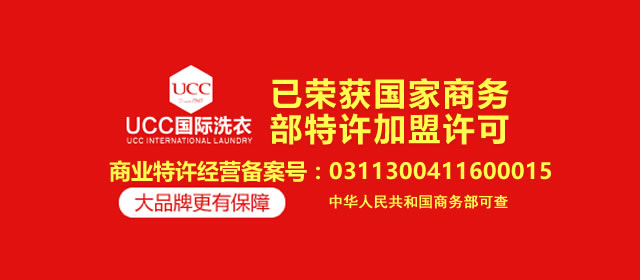 UCC
UCC国际洗衣
UCC INTERNATIONAL LAUNDRY
已荣获国家商务
部特许加盟许可
商业特许经营备案号：0311300411600015
大品牌更有保障
中华人民共和国商务部可查